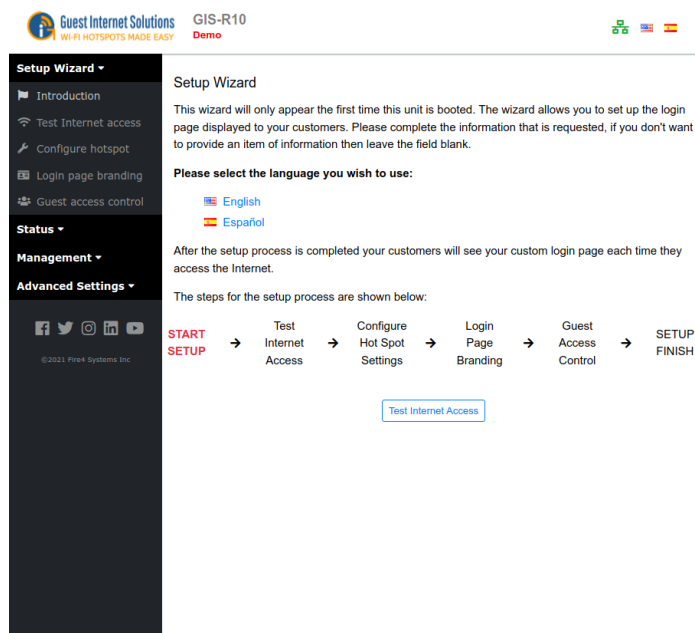 Guest Internet Solutions
WI-FI HOTSPOTS MADE EASY
GIS-R10
Demo
Setup Wizard
Introduction
Test Internet access
Configure hotspot
Login page branding
Guest access control
Status
Management
Advanced Settings
©2021 Fire4 Systems Inc
Setup Wizard
This wizard will only appear the first time this unit is booted. The wizard allows you to set up the login
page displayed to your customers. Please complete the information that is requested, if you don't want
to provide an item of information then leave the field blank.
Please select the language you wish to use:
English
Español
After the setup process is completed your customers will see your custom login page each time they
access the Internet.
The steps for the setup process are shown below:
START
SETUP
Test
Internet
Access
Configure
Hot Spot
Settings
Login
Page
Branding
Guest
Access
Control
SETUP
FINISH
Test Internet Access